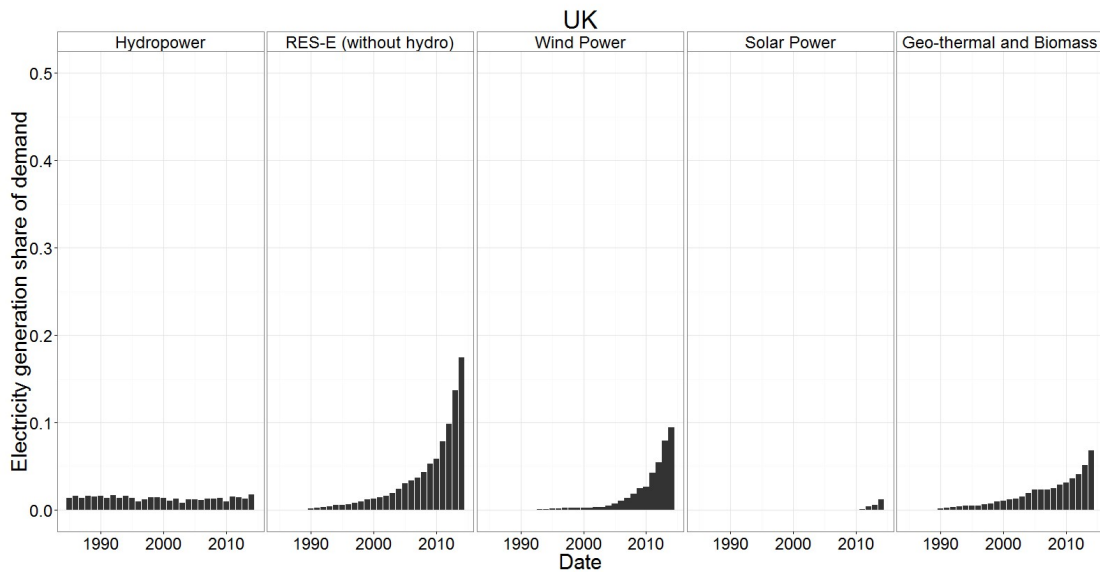 UK
Hydropower
RES-E (without hydro)
Wind Power
Solar Power
Geo-thermal and Biomass
Electricity generation share of demand
0.5
0.4
0.3
0.2
0.1
0.0
1990 2000 2010
1990 2000 2010
1990 2000 2010
1990 2000 2010
1990 2000 2010
Date